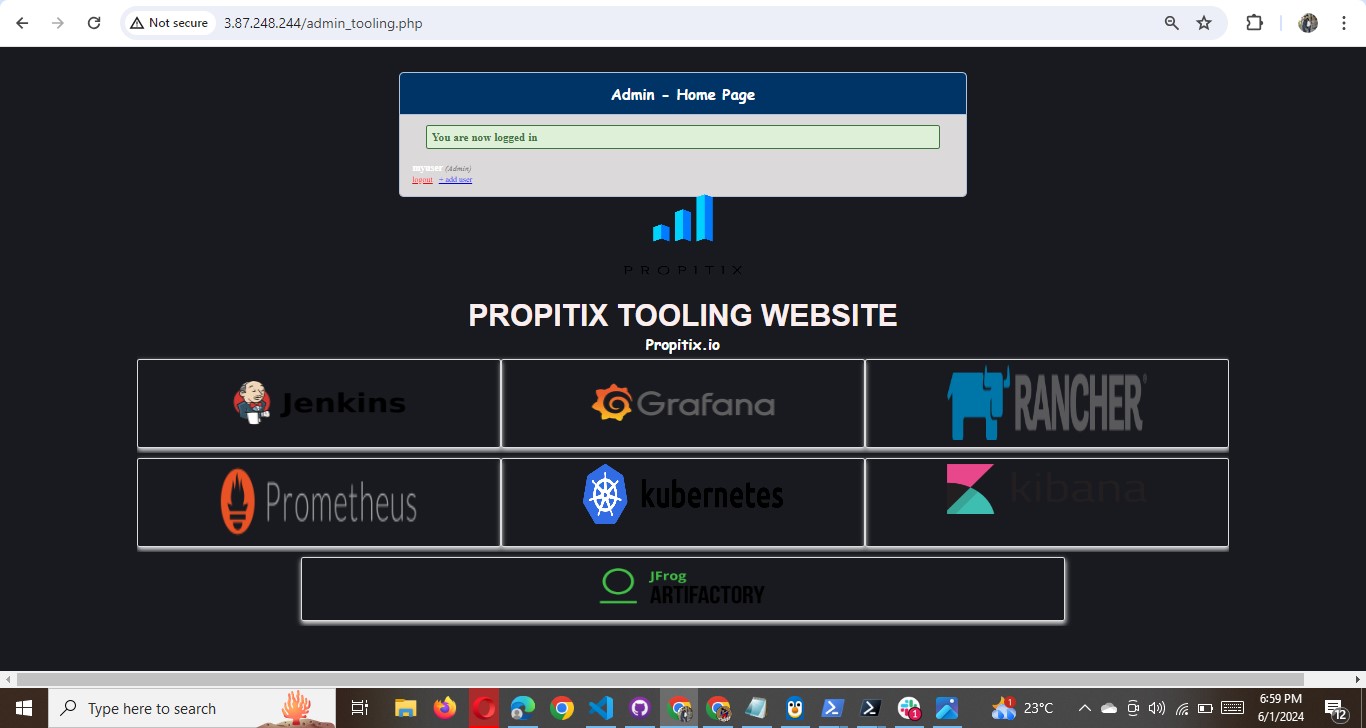 Not secure
3.87.248.244/admin_tooling.php
Admin - Home Page
You are now logged in
myuser (Admin)
logout + add user
PROPITIX
PROPITIX TOOLING WEBSITE
Propitix.io
Jenkins
Grafana
RANCHER®
Prometheus
kubernetes
kibana
JFrog
ARTIFACTORY
Type here to search
1
1
23°C
6:59 PM
6/1/2024
12